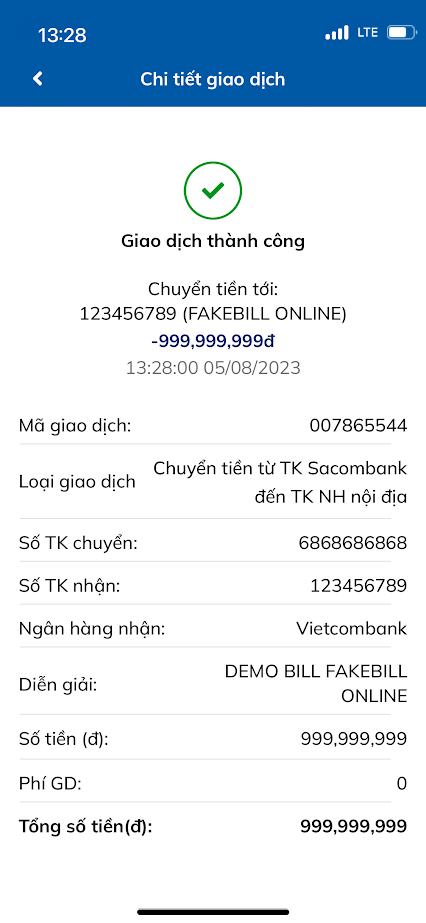 13:28
LTE
Chi tiết giao dịch
Giao dịch thành công
Chuyển tiền tới:
123456789 (FAKEBILL ONLINE)
-999,999,999đ
13:28:00 05/08/2023
Mã giao dịch: 007865544
Loại giao dịch Chuyển tiền từ TK Sacombank
đến TK NH nội địa
Số TK chuyển: 6868686868
Số TK nhận: 123456789
Ngân hàng nhận: Vietcombank
Diễn giải: DEMO BILL FAKEBILL
ONLINE
Số tiền (đ): 999,999,999
Phí GD: 0
Tổng số tiền(đ): 999,999,999